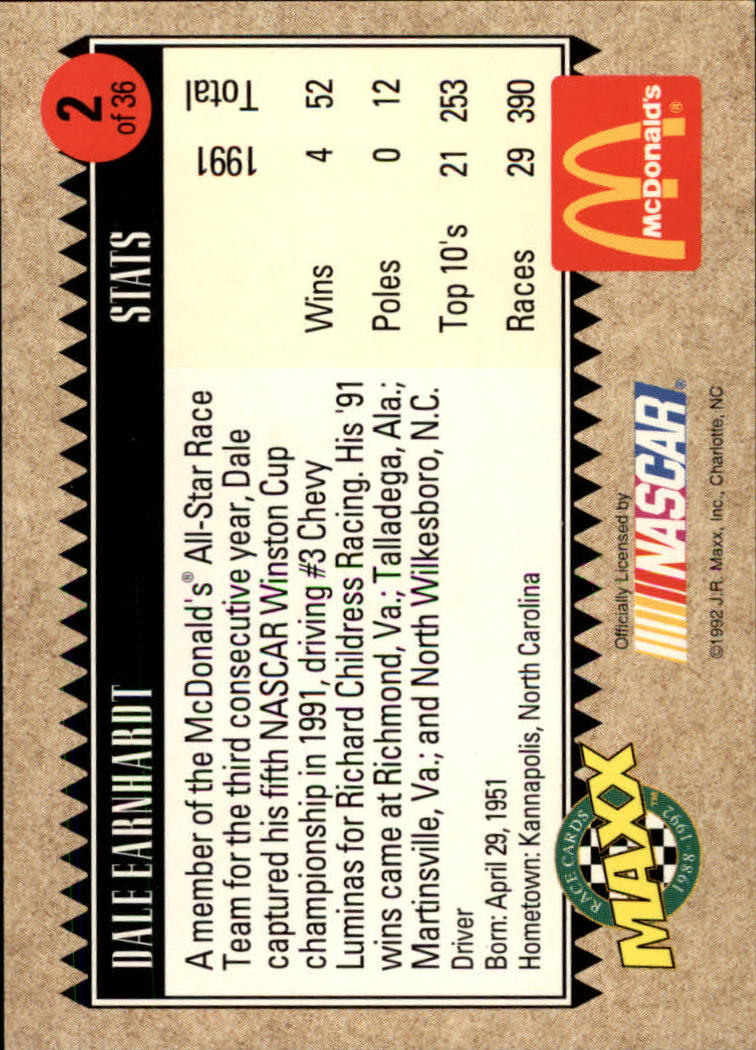 DALE EARNHARDT STATS
2
of 36
A member of the McDonald's® All-Star Race
Team for the third consecutive year, Dale
captured his fifth NASCAR Winston Cup
championship in 1991, driving #3 Chevy
Luminas for Richard Childress Racing. His '91
wins came at Richmond, Va.; Talladega, Ala.;
Martinsville, Va.; and North Wilkesboro, N.C.
Driver
Born: April 29, 1951
Hometown: Kannapolis, North Carolina
1991 Total
Wins 4 52
Poles 0 12
Top 10's 21 253
Races 29 390
RACE CARDS
MAXX™
1988-1992
Officially Licensed by
NASCAR®
McDonald's®
©1992 J.R. Maxx, Inc., Charlotte, NC